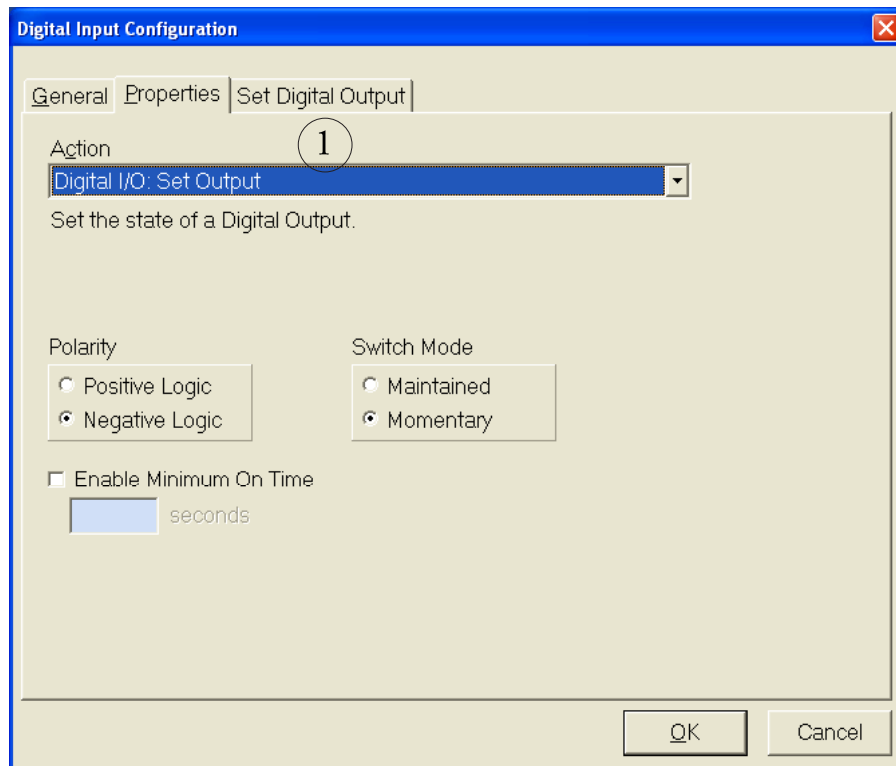 Digital Input Configuration
General Properties Set Digital Output
Action 1
Digital I/O: Set Output
Set the state of a Digital Output.
Polarity Switch Mode
Positive Logic Maintained
Negative Logic Momentary
Enable Minimum On Time
seconds
OK Cancel